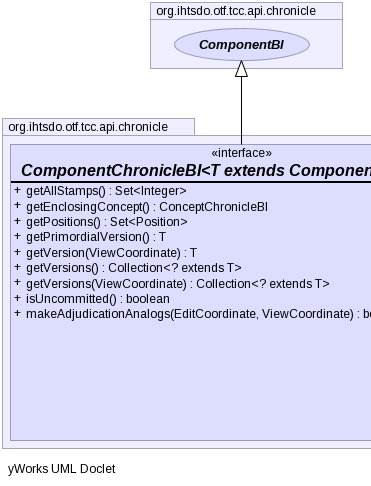 org.ihtsdo.otf.tcc.api.chronicle
ComponentBI
org.ihtsdo.otf.tcc.api.chronicle
«interface»
ComponentChronicleBI<T extends Componen
+ getAllStamps() : Set<Integer>
+ getEnclosingConcept() : ConceptChronicleBI
+ getPositions() : Set<Position>
+ getPrimordialVersion() : T
+ getVersion(ViewCoordinate) : T
+ getVersions() : Collection<? extends T>
+ getVersions(ViewCoordinate) : Collection<? extends T>
+ isUncommitted() : boolean
+ makeAdjudicationAnalogs(EditCoordinate, ViewCoordinate) : bo
yWorks UML Doclet